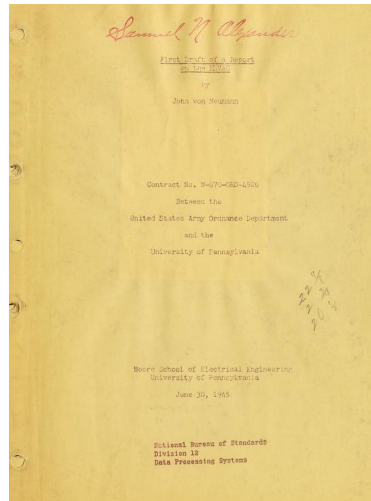 Samuel N Alexander
First Draft of a Report
on the EDVAC
by
John von Neumann
Contract No. W-670-ORD-4926
Between the
United States Army Ordnance Department
and the
University of Pennsylvania
Moore School of Electrical Engineering
University of Pennsylvania
June 30, 1945
National Bureau of Standards
Division 12
Data Processing Systems